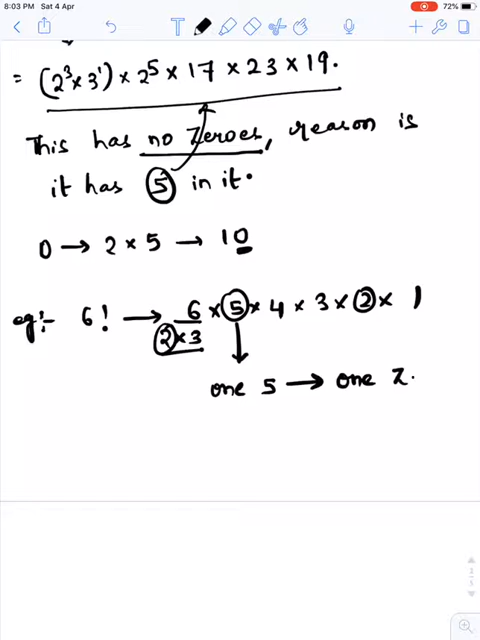 8:03 PM Sat 4 Apr 72%
= (2³ × 3¹) × 2⁵ × 17 × 23 × 19.
This has no Zeroes, reason is
it has 5 in it.
0 → 2 × 5 → 10
eg:- 6! → 6 × 5 × 4 × 3 × 2 × 1
2 × 3
one 5 → one Z.